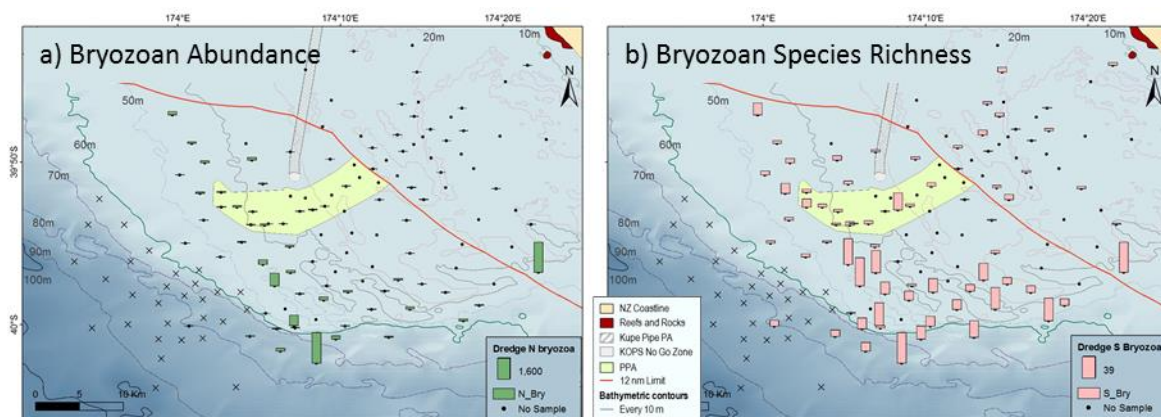 174°0'E
174°10'E
174°20'E
a) Bryozoan Abundance
20m
10m
N
50m
60m
70m
80m
90m
100m
39°50'S
40°S
0 5 10 Km
Dredge N bryozoa
1,600
N_Bry
No Sample
NZ Coastline
Reefs and Rocks
Kupe Pipe PA
KOPS No Go Zone
PPA
12 nm Limit
Bathymetric contours
Every 10 m
174°E
174°10'E
174°20'E
b) Bryozoan Species Richness
20m
10m
N
50m
60m
70m
80m
90m
100m
Dredge S Bryozoa
39
S_Bry
No Sample